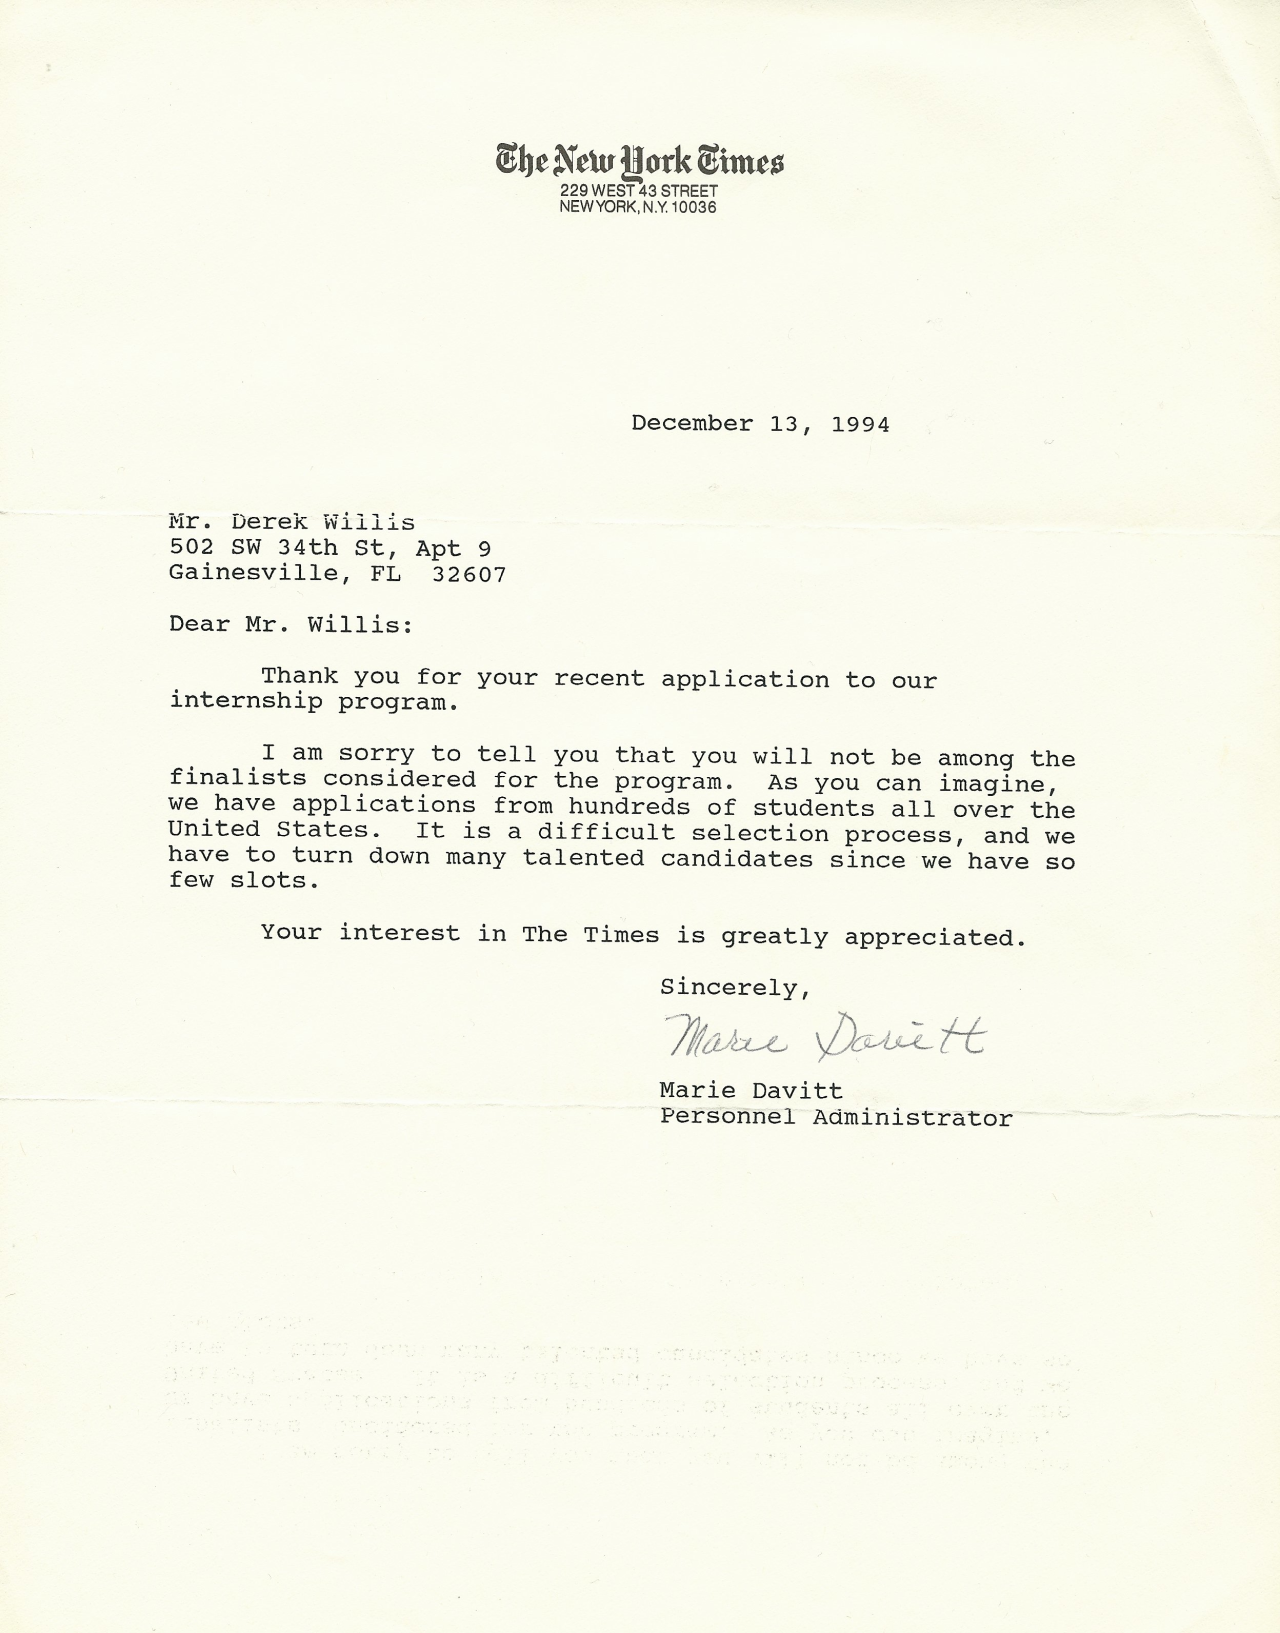 The New York Times
229 WEST 43 STREET
NEW YORK, N.Y. 10036
December 13, 1994
Mr. Derek Willis
502 SW 34th St, Apt 9
Gainesville, FL  32607
Dear Mr. Willis:
Thank you for your recent application to our
internship program.
I am sorry to tell you that you will not be among the
finalists considered for the program.  As you can imagine,
we have applications from hundreds of students all over the
United States.  It is a difficult selection process, and we
have to turn down many talented candidates since we have so
few slots.
Your interest in The Times is greatly appreciated.
Sincerely,
Marie Davitt
Marie Davitt
Personnel Administrator